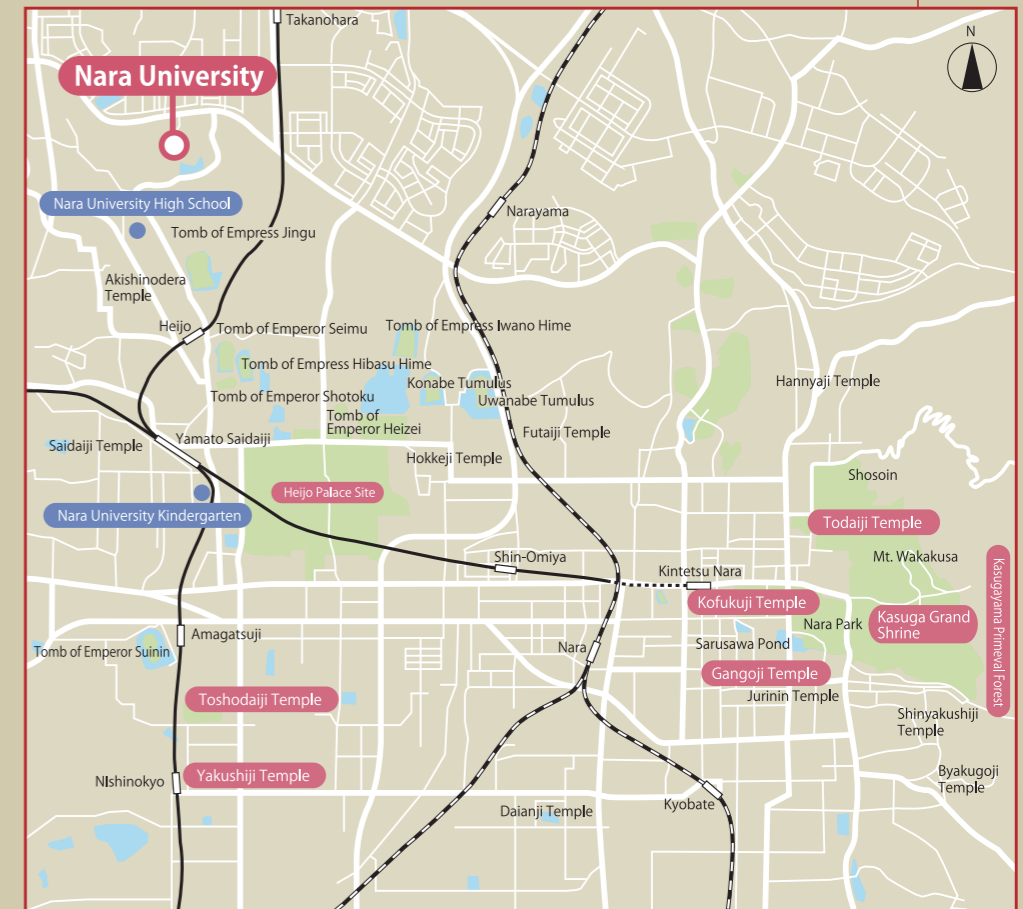 Takanohara
N
Nara University
Nara University High School
Narayama
Tomb of Empress Jingu
Akishinodera
Temple
Heijo
Tomb of Emperor Seimu
Tomb of Empress Iwano Hime
Tomb of Empress Hibasu Hime
Konabe Tumulus
Hannyaji Temple
Tomb of Emperor Shotoku
Uwanabe Tumulus
Tomb of
Emperor Heizei
Futaiji Temple
Saidaiji Temple
Yamato Saidaiji
Hokkeji Temple
Shosoin
Heijo Palace Site
Nara University Kindergarten
Todaiji Temple
Shin-Omiya
Mt. Wakakusa
Kintetsu Nara
Kasugayama Primeval Forest
Kofukuji Temple
Nara Park
Kasuga Grand
Shrine
Amagatsuji
Sarusawa Pond
Nara
Tomb of Emperor Suinin
Gangoji Temple
Jurinin Temple
Toshodaiji Temple
Shinyakushiji
Temple
NIshinokyo
Yakushiji Temple
Byakugoji
Temple
Kyobate
Daianji Temple